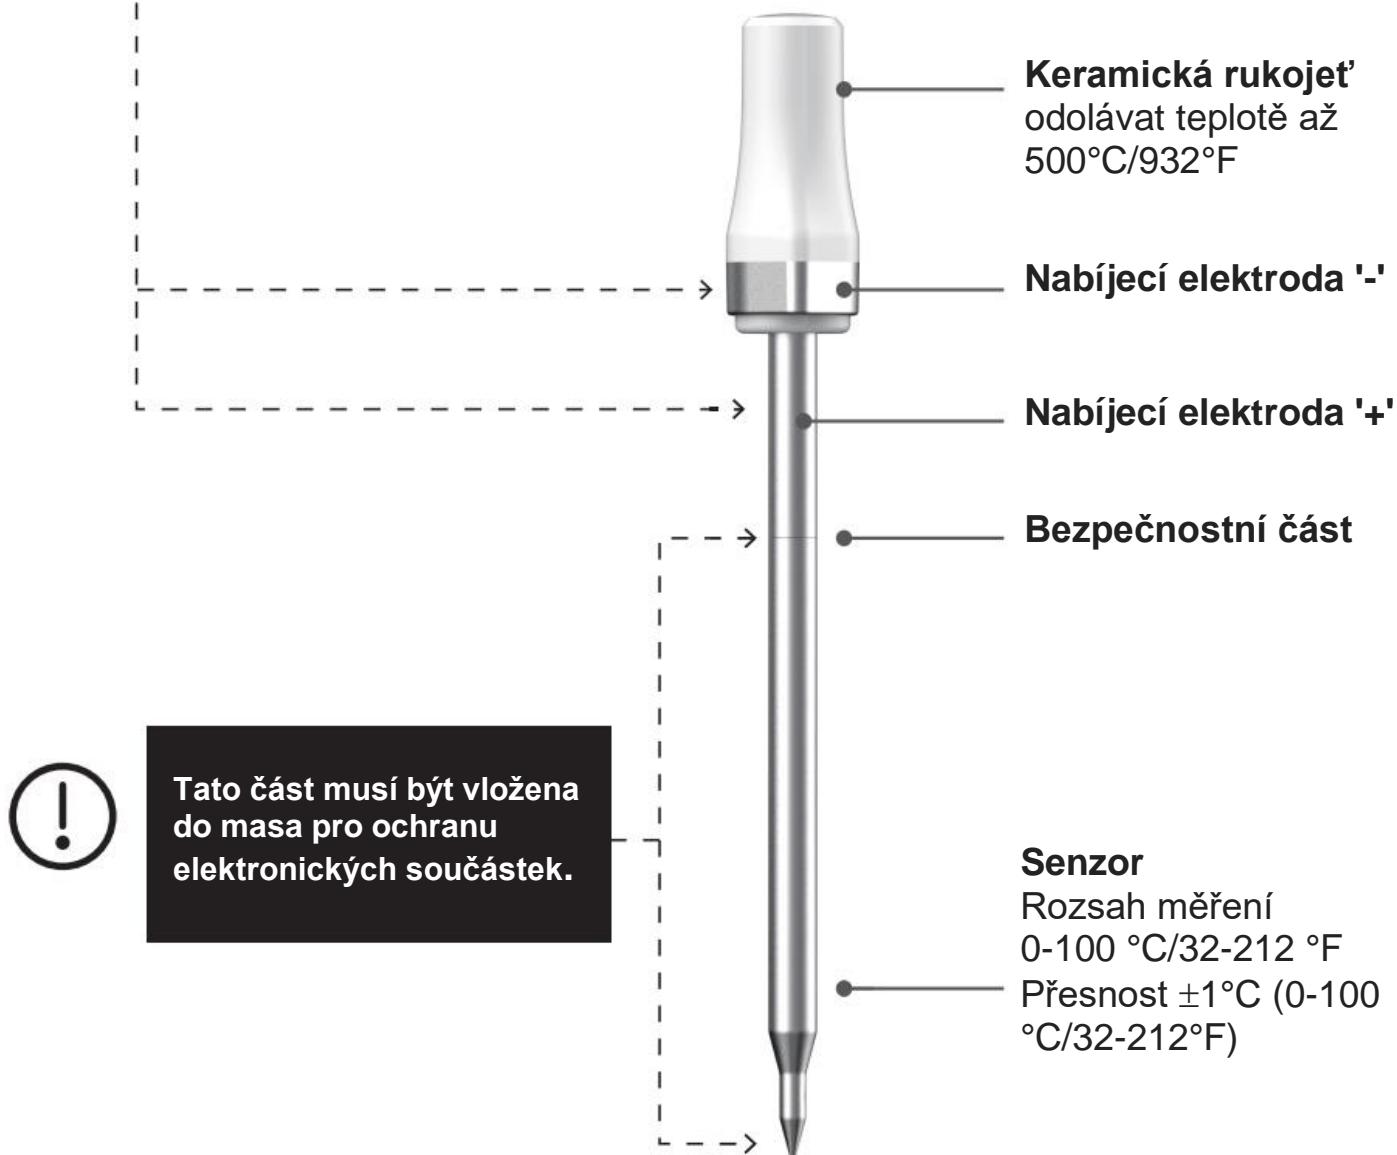 Keramická rukojeť
odolávat teplotě až
500°C/932°F
Nabíjecí elektroda '-'
Nabíjecí elektroda '+'
Bezpečnostní část
Tato část musí být vložena
do masa pro ochranu
elektronických součástek.
Senzor
Rozsah měření
0-100 °C/32-212 °F
Přesnost ±1°C (0-100
°C/32-212°F)